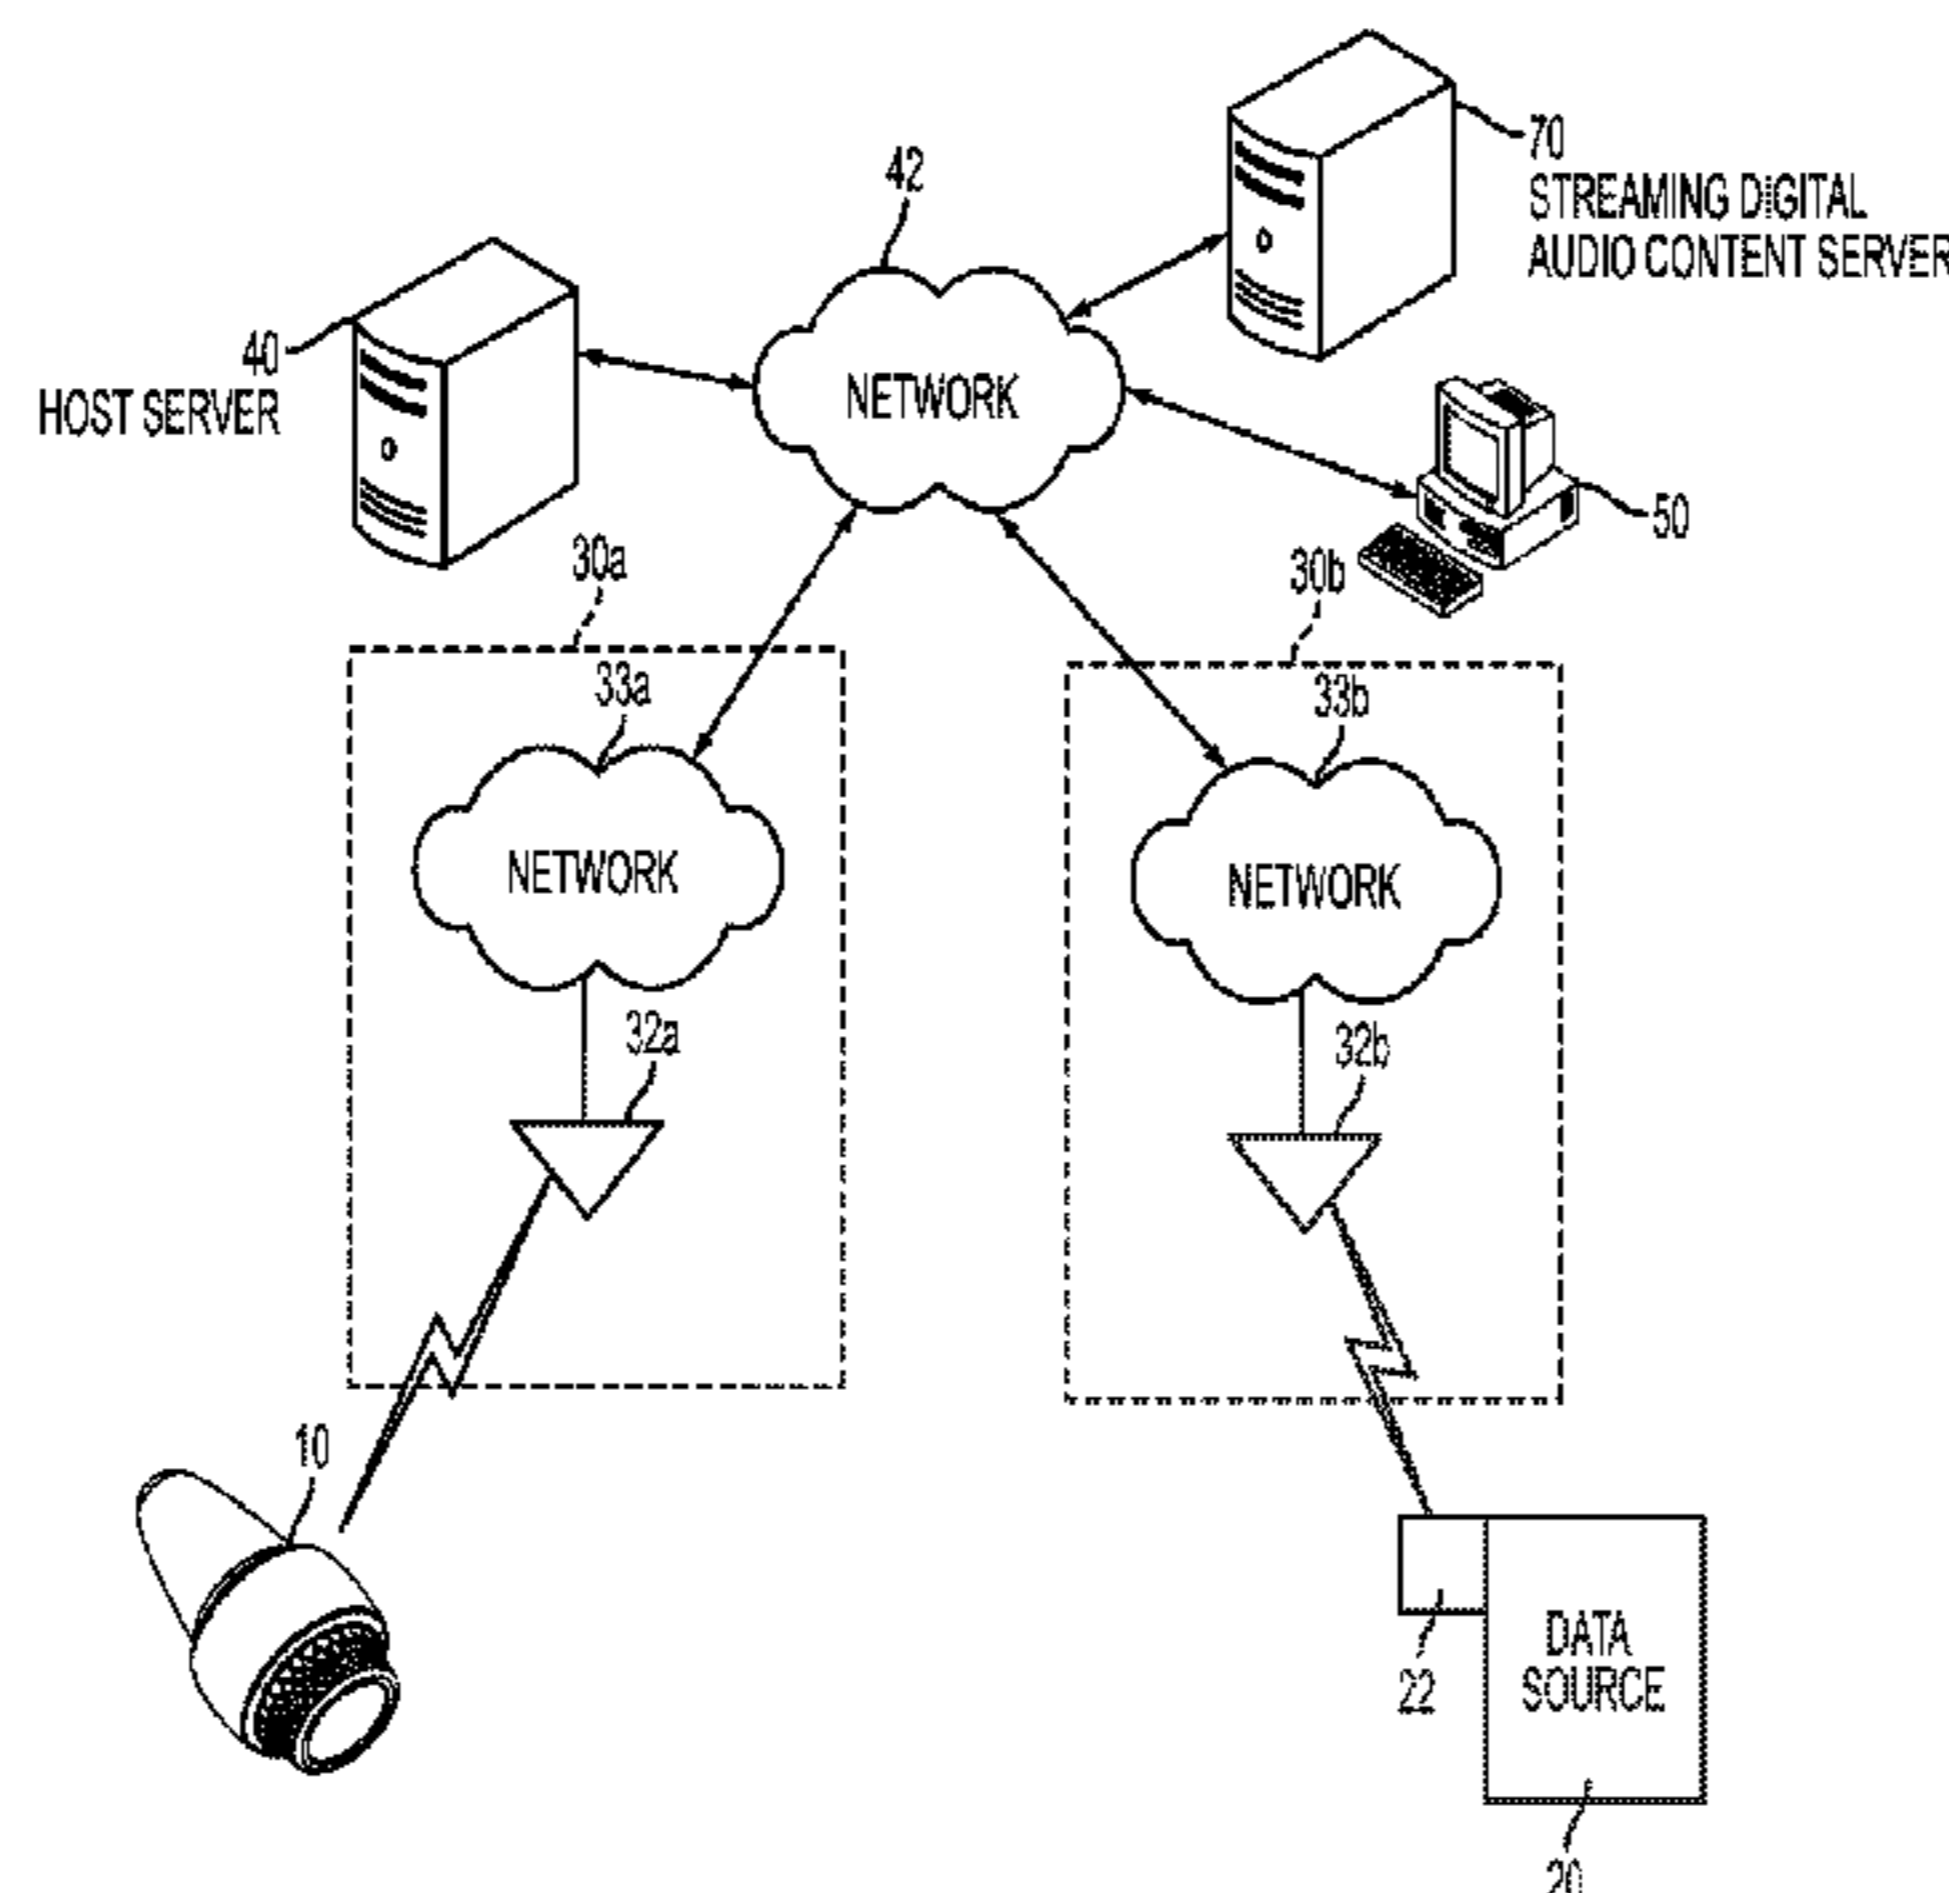 70
STREAMING DIGITAL
AUDIO CONTENT SERVER
42
40
HOST SERVER
NETWORK
50
30a
30b
33a
33b
NETWORK
NETWORK
32a
32b
10
22
DATA
SOURCE
20